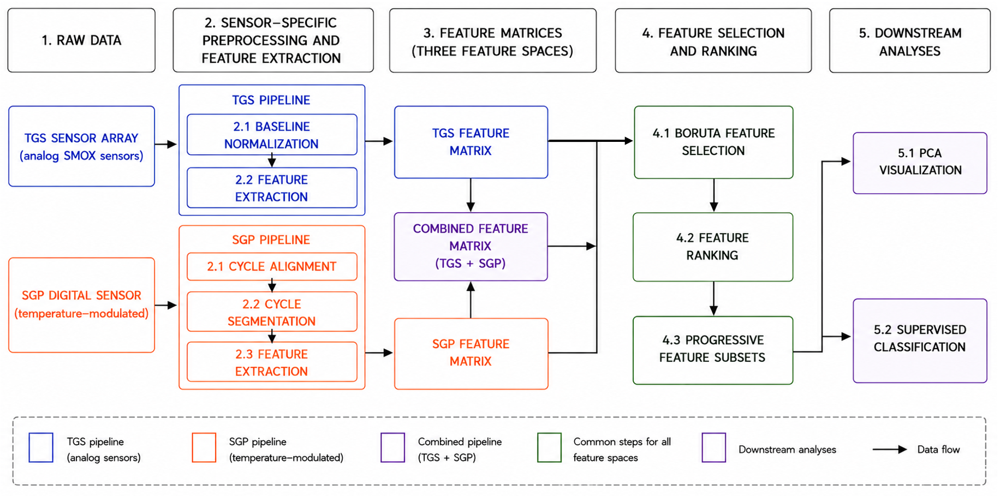 1. RAW DATA
2. SENSOR–SPECIFIC
PREPROCESSING AND
FEATURE EXTRACTION
3. FEATURE MATRICES
(THREE FEATURE SPACES)
4. FEATURE SELECTION
AND RANKING
5. DOWNSTREAM
ANALYSES
TGS SENSOR ARRAY
(analog SMOX sensors)
TGS PIPELINE
2.1 BASELINE
NORMALIZATION
2.2 FEATURE
EXTRACTION
SGP DIGITAL SENSOR
(temperature–modulated)
SGP PIPELINE
2.1 CYCLE ALIGNMENT
2.2 CYCLE
SEGMENTATION
2.3 FEATURE
EXTRACTION
TGS FEATURE
MATRIX
COMBINED FEATURE
MATRIX
(TGS + SGP)
SGP FEATURE
MATRIX
4.1 BORUTA FEATURE
SELECTION
4.2 FEATURE
RANKING
4.3 PROGRESSIVE
FEATURE SUBSETS
5.1 PCA
VISUALIZATION
5.2 SUPERVISED
CLASSIFICATION
TGS pipeline
(analog sensors)
SGP pipeline
(temperature–modulated)
Combined pipeline
(TGS + SGP)
Common steps for all
feature spaces
Downstream analyses
Data flow